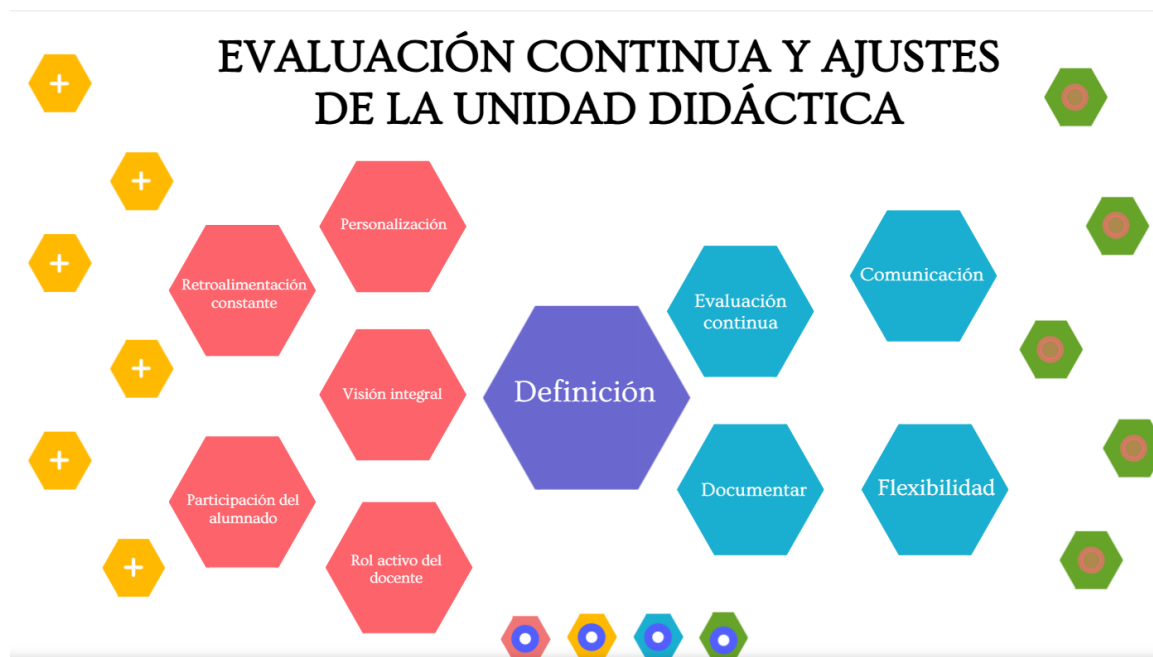 EVALUACIÓN CONTINUA Y AJUSTES
DE LA UNIDAD DIDÁCTICA
Personalización
Retroalimentación
constante
Visión integral
Participación del
alumnado
Rol activo del
docente
Definición
Evaluación
continua
Comunicación
Documentar
Flexibilidad